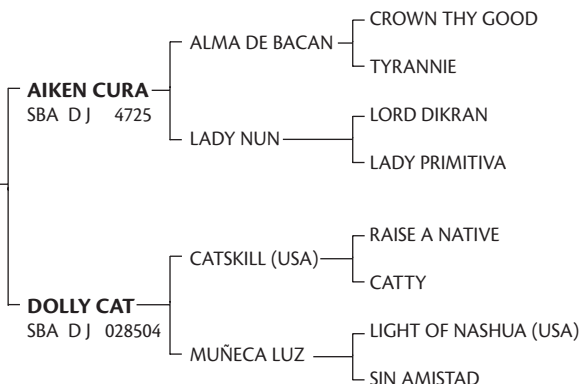 CROWN THY GOOD
ALMA DE BACAN
TYRANNIE
AIKEN CURA
SBA D J 4725
LORD DIKRAN
LADY NUN
LADY PRIMITIVA
RAISE A NATIVE
CATSKILL (USA)
CATTY
DOLLY CAT
SBA D J 028504
LIGHT OF NASHUA (USA)
MUÑECA LUZ
SIN AMISTAD